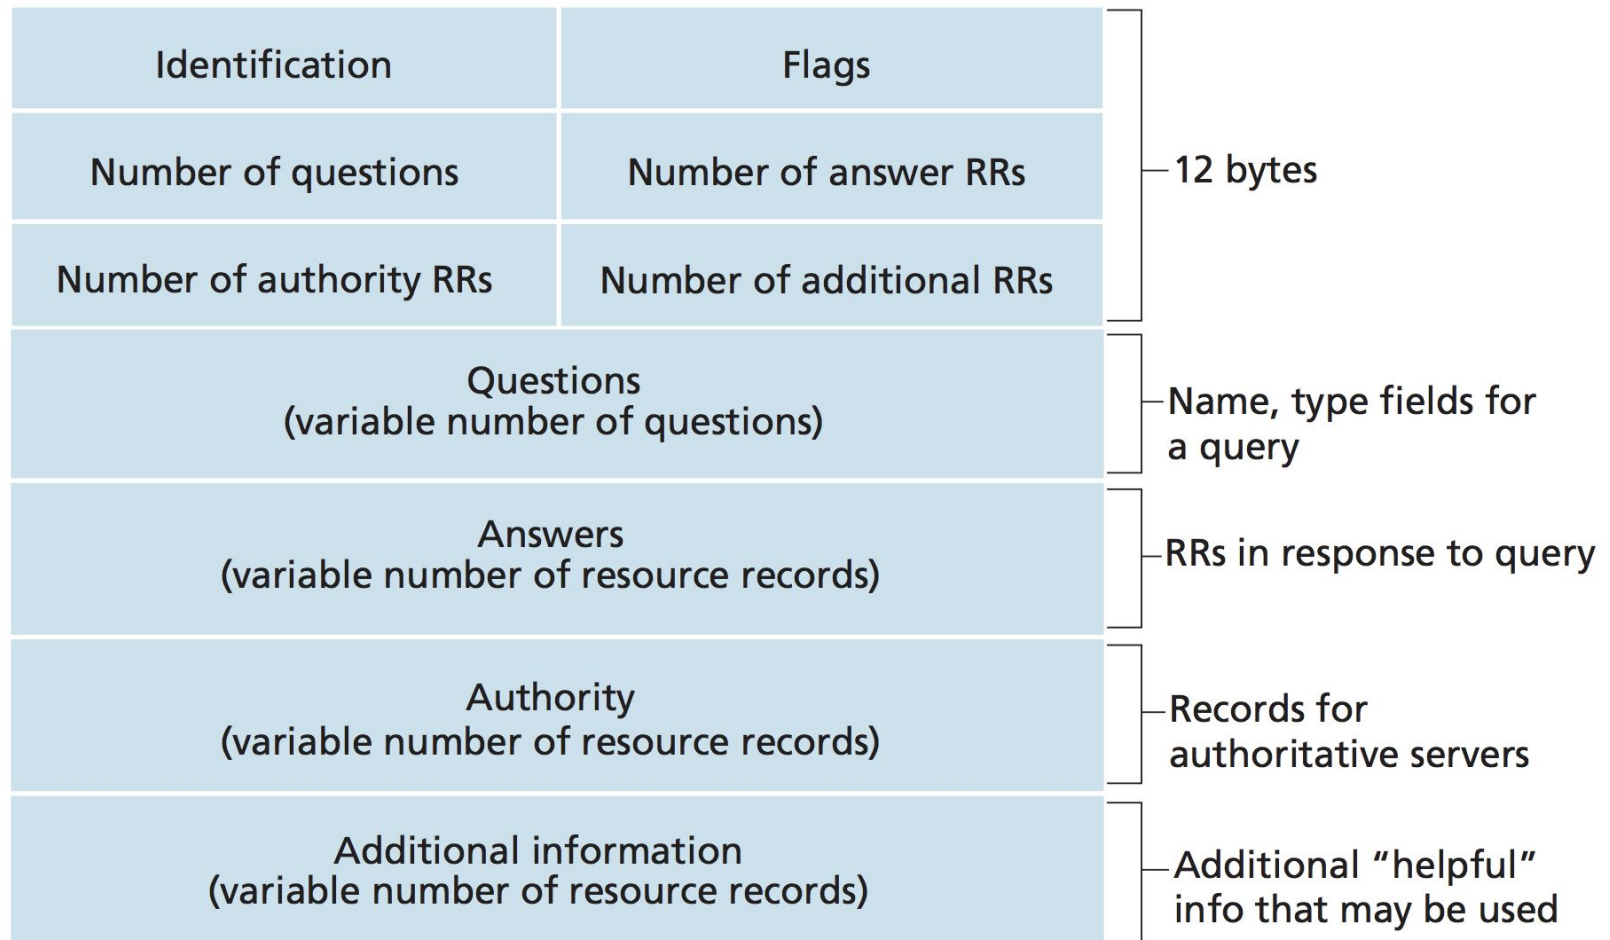 Identification
Flags
Number of questions
Number of answer RRs
12 bytes
Number of authority RRs
Number of additional RRs
Questions
(variable number of questions)
Name, type fields for
a query
Answers
(variable number of resource records)
RRs in response to query
Authority
(variable number of resource records)
Records for
authoritative servers
Additional information
(variable number of resource records)
Additional “helpful”
info that may be used